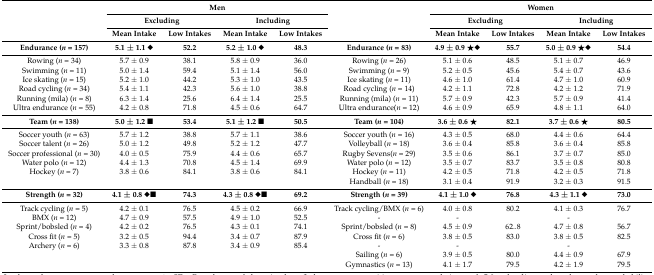 Men Women
Excluding Including Excluding Including
Mean Intake Low Intakes Mean Intake Low Intakes Mean Intake Low Intakes Mean Intake Low Intakes
Endurance (n = 157) 5.1 ± 1.1 ◆ 52.2 5.2 ± 1.0 ◆ 48.3 Endurance (n = 83) 4.9 ± 0.9 ★◆ 55.7 5.0 ± 0.9 ★◆ 54.4
Rowing (n = 34) 5.7 ± 0.9 38.1 5.8 ± 0.9 36.0 Rowing (n = 26) 5.1 ± 0.6 48.5 5.1 ± 0.7 46.9
Swimming (n = 11) 5.0 ± 1.4 59.4 5.1 ± 1.4 56.0 Swimming (n = 9) 5.2 ± 0.5 45.6 5.4 ± 0.7 43.6
Ice skating (n = 15) 5.2 ± 1.0 44.2 5.3 ± 1.0 43.5 Ice skating (n = 11) 4.6 ± 1.0 61.4 4.7 ± 1.0 60.9
Road cycling (n = 34) 5.4 ± 1.1 42.3 5.6 ± 1.0 38.8 Road cycling (n = 14) 4.2 ± 1.1 72.8 4.2 ± 1.2 71.9
Running (mila) (n = 8) 6.3 ± 1.4 25.6 6.4 ± 1.4 25.5 Running (mila) (n = 11) 5.7 ± 0.9 42.3 5.7 ± 0.9 41.4
Ultra endurance (n = 55) 4.2 ± 0.8 71.8 4.5 ± 0.6 64.7 Ultra endurance(n = 12) 4.6 ± 0.9 65.9 4.8 ± 1.1 64.0
Team (n = 138) 5.0 ± 1.2 ■ 53.4 5.1 ± 1.2 ■ 50.5 Team (n = 104) 3.6 ± 0.6 ★ 82.1 3.7 ± 0.6 ★ 80.5
Soccer youth (n = 63) 5.7 ± 1.2 38.8 5.7 ± 1.1 38.6 Soccer youth (n = 16) 4.3 ± 0.5 68.0 4.4 ± 0.6 64.4
Soccer talent (n = 26) 5.0 ± 1.2 49.8 5.2 ± 1.2 47.7 Volleyball (n = 18) 3.6 ± 0.4 85.8 3.6 ± 0.4 85.8
Soccer professional (n = 30) 4.0 ± 0.5 75.9 4.4 ± 0.6 65.7 Rugby Sevens(n = 29) 3.5 ± 0.6 86.1 3.7 ± 0.7 85.0
Water polo (n = 12) 4.4 ± 1.3 70.8 4.5 ± 1.4 69.9 Water polo (n = 12) 3.5 ± 0.7 83.7 3.5 ± 0.8 80.8
Hockey (n = 7) 3.8 ± 0.6 84.1 3.8 ± 0.6 84.1 Hockey (n = 11) 4.2 ± 0.5 71.8 4.2 ± 0.5 71.8
Handball (n = 18) 3.1 ± 0.4 91.9 3.2 ± 0.3 91.5
Strength (n = 32) 4.1 ± 0.8 ◆■ 74.3 4.3 ± 0.8 ◆■ 69.2 Strength (n = 39) 4.1 ± 1.0 ◆ 76.8 4.3 ± 1.1 ◆ 73.0
Track cycling (n = 5) 4.2 ± 0.1 76.5 4.5 ± 0.2 66.9 Track cycling/BMX (n = 6) 4.0 ± 0.8 80.2 4.1 ± 0.3 76.7
BMX (n = 12) 4.7 ± 0.9 57.5 4.9 ± 1.0 52.5 - - -
Sprint/bobsled (n = 4) 4.2 ± 0.2 76.5 4.3 ± 0.1 74.1 Sprint/bobsled (n = 8) 4.5 ± 0.9 62..8 4.7 ± 0.8 56.7
Cross fit (n = 5) 3.2 ± 0.5 94.4 3.4 ± 0.7 87.9 Cross fit (n = 6) 3.8 ± 0.5 83.0 3.8 ± 0.5 82.5
Archery (n = 6) 3.3 ± 0.8 87.8 3.4 ± 0.9 85.4 - - -
Sailing (n = 6) 3.9 ± 0.5 80.0 4.4 ± 0.9 67.9
Gymnastics (n = 13) 4.1 ± 1.7 79.5 4.2 ± 1.9 79.5